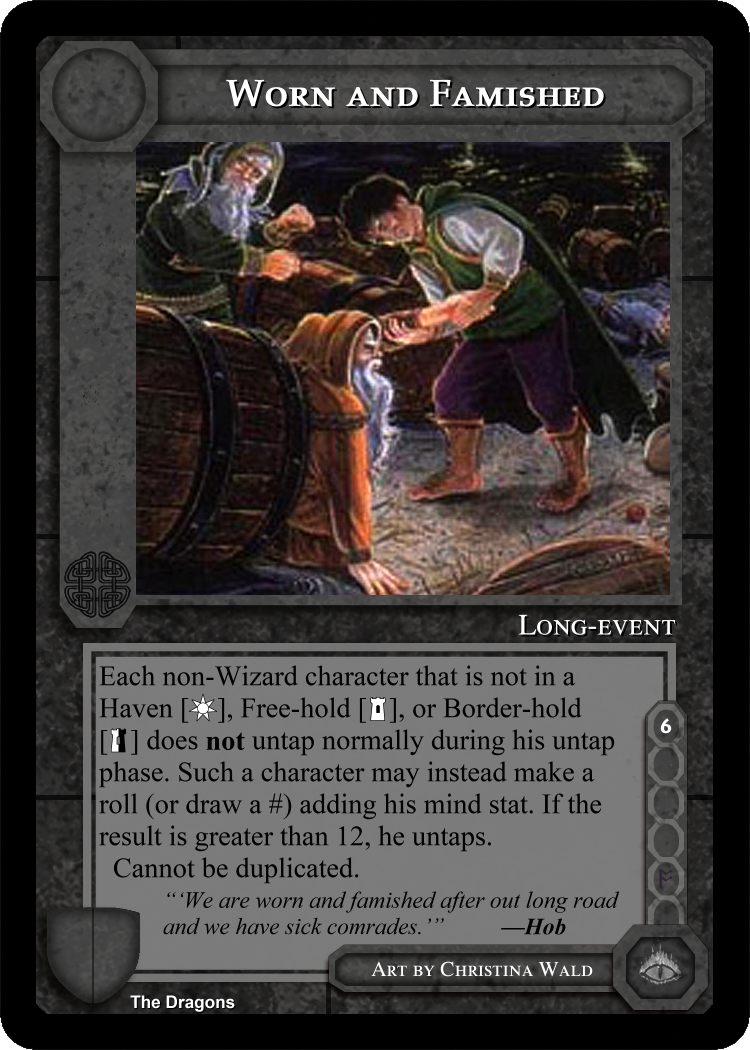 Worn and Famished
Long-event
Each non-Wizard character that is not in a
Haven [ ], Free-hold [ ], or Border-hold
[ ] does not untap normally during his untap
phase. Such a character may instead make a
roll (or draw a #) adding his mind stat. If the
result is greater than 12, he untaps.
Cannot be duplicated.
“‘We are worn and famished after out long road
and we have sick comrades.’” —Hob
6
Art by Christina Wald
The Dragons